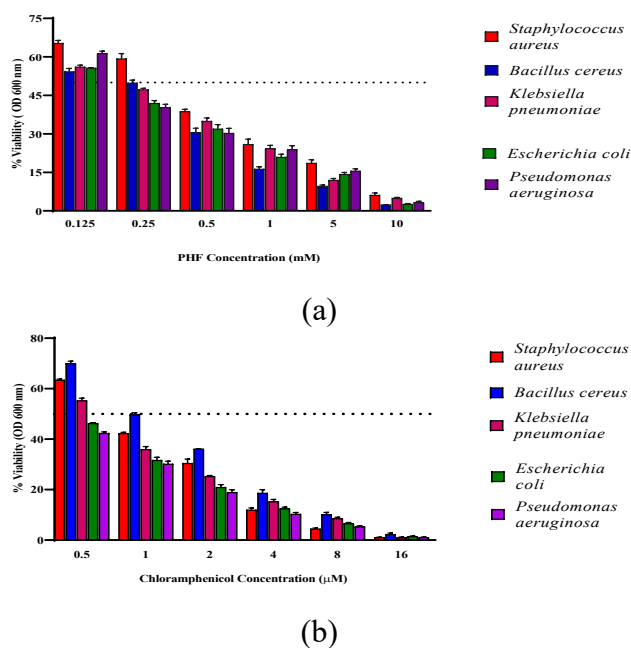 75
60
45
30
15
0
% Viability ( OD 600 nm)
0.125 0.25 0.5 1 5 10
PHF Concentration (mM)
Staphylococcus
aureus
Bacillus cereus
Klebsiella
pneumoniae
Escherichia coli
Pseudomonas
aeruginosa
(a)
80
60
40
20
0
% Viability (OD 600 nm)
0.5 1 2 4 8 16
Chloramphenicol Concentration (μM)
Staphylococcus
aureus
Bacillus cereus
Klebsiella
pneumoniae
Escherichia
coli
Pseudomonas
aeruginosa
(b)